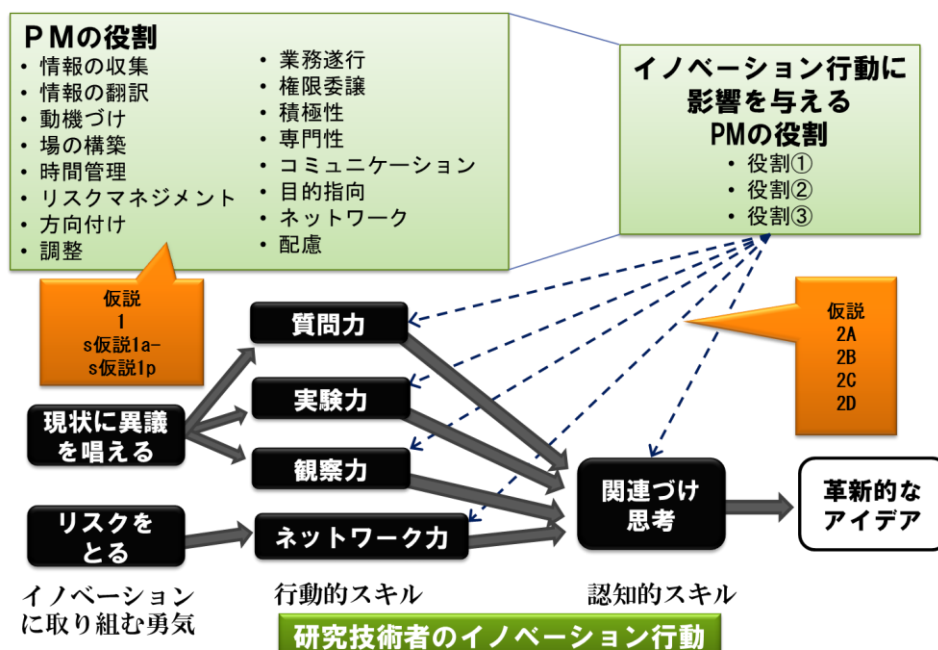 PMの役割
• 情報の収集
• 情報の翻訳
• 動機づけ
• 場の構築
• 時間管理
• リスクマネジメント
• 方向付け
• 調整
• 業務遂行
• 権限委譲
• 積極性
• 専門性
• コミュニケーション
• 目的指向
• ネットワーク
• 配慮
イノベーション行動に
影響を与える
PMの役割
• 役割①
• 役割②
• 役割③
仮説
1
s仮説1a–
s仮説1p
仮説
2A
2B
2C
2D
質問力
実験力
観察力
ネットワーク力
現状に異議
を唱える
リスクを
とる
関連づけ
思考
革新的な
アイデア
イノベーション
に取り組む勇気
行動的スキル
認知的スキル
研究技術者のイノベーション行動